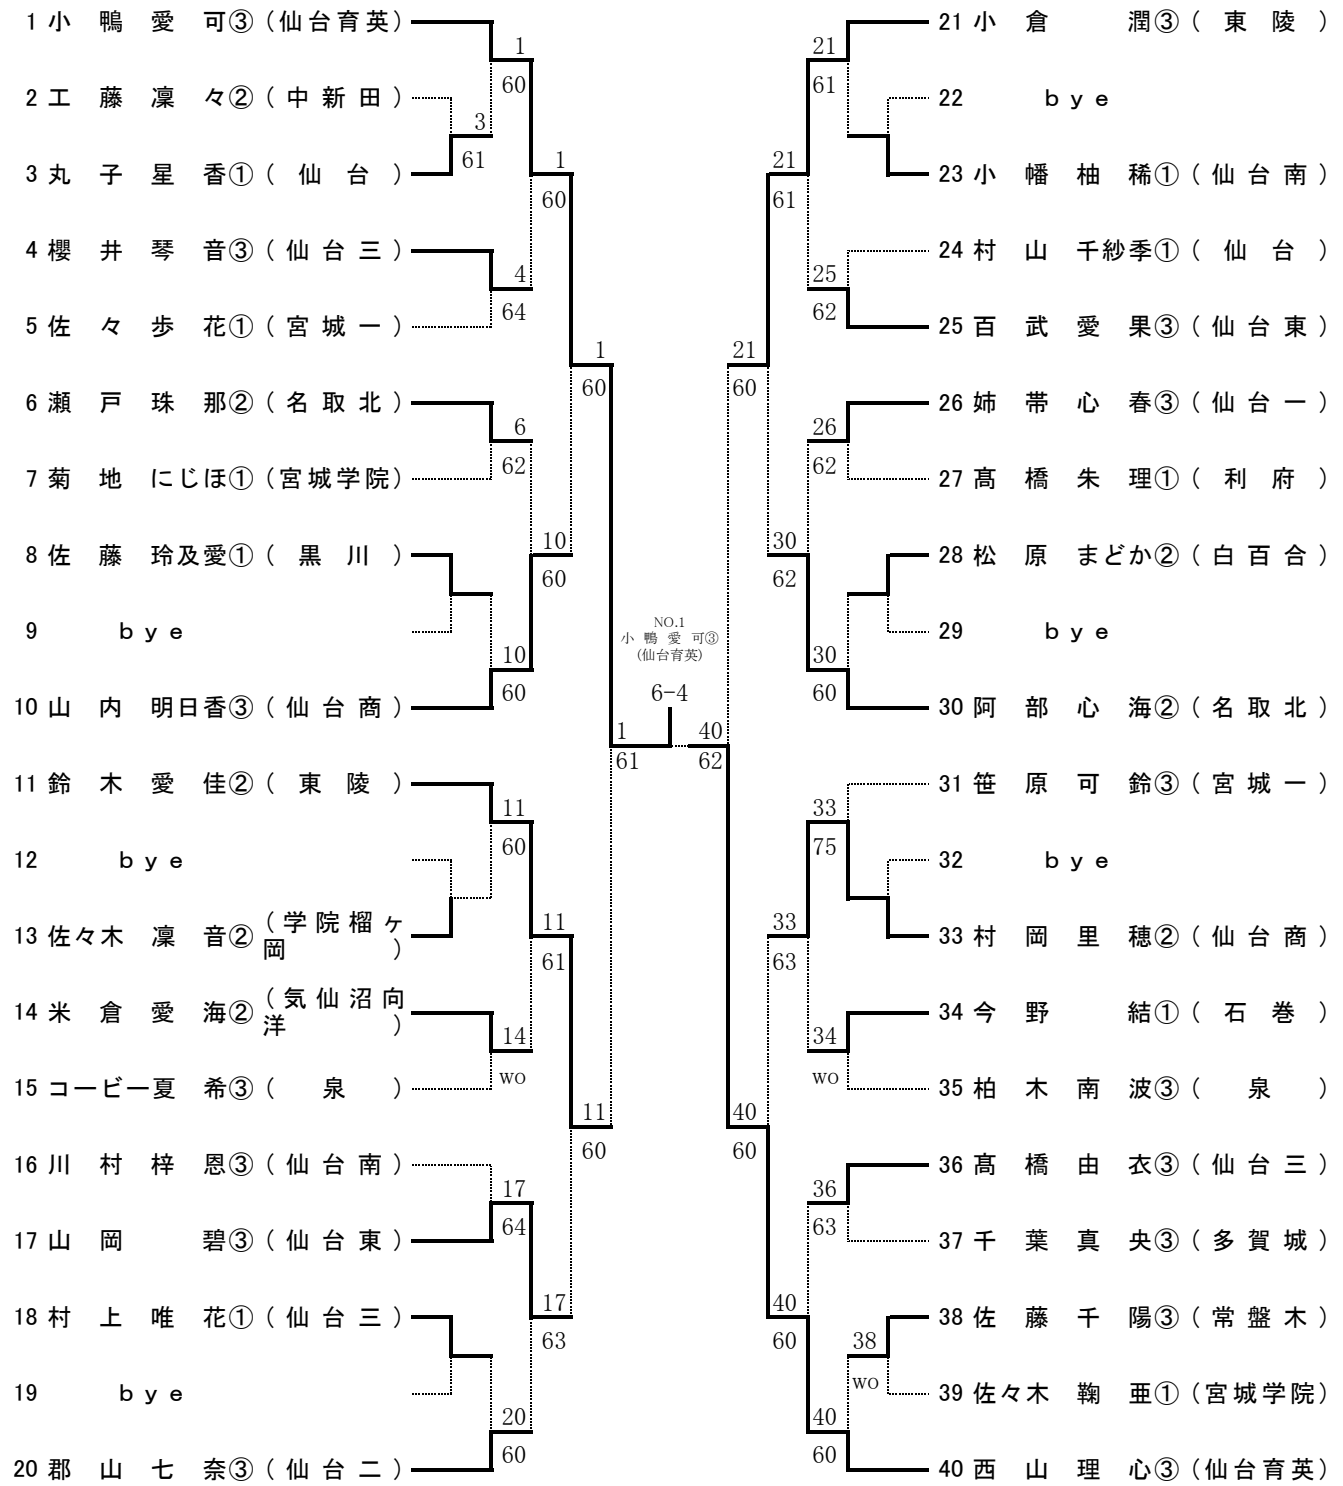 1 小 鴨 愛 可③(仙台育英)
1
60
2 工 藤 凜 々②(中新田)
3
61
3 丸 子 星 香①(仙台)
1
60
4 櫻 井 琴 音③(仙台三)
4
64
5 佐 々 歩 花①(宮城一)
1
60
6 瀬 戸 珠 那②(名取北)
6
62
7 菊 地 にじほ①(宮城学院)
8 佐 藤 玲及愛①(黒川)
10
60
9 bye
10
60
10 山 内 明日香③(仙台商)
1
61
11 鈴 木 愛 佳②(東陵)
11
60
12 bye
13 佐々木 凜 音②(学院榴ヶ
岡)
11
61
14 米 倉 愛 海②(気仙沼向
洋)
14
wo
15 コービー夏 希③(泉)
11
60
16 川 村 梓 恩③(仙台南)
17
64
17 山 岡 碧③(仙台東)
18 村 上 唯 花①(仙台三)
17
63
19 bye
20
60
20 郡 山 七 奈③(仙台二)
NO.1
小 鴨 愛 可③
(仙台育英)
6-4
21 小 倉 潤③(東陵)
21
61
22 bye
23 小 幡 柚 稀①(仙台南)
21
61
24 村 山 千紗季①(仙台)
25
62
25 百 武 愛 果③(仙台東)
21
60
26 姉 帯 心 春③(仙台一)
26
62
27 髙 橋 朱 理①(利府)
28 松 原 まどか②(白百合)
30
62
29 bye
30
60
30 阿 部 心 海②(名取北)
40
62
31 笹 原 可 鈴③(宮城一)
33
75
32 bye
33 村 岡 里 穂②(仙台商)
33
63
34 今 野 結①(石巻)
34
wo
35 柏 木 南 波③(泉)
40
60
36 髙 橋 由 衣③(仙台三)
36
63
37 千 葉 真 央③(多賀城)
38 佐 藤 千 陽③(常盤木)
40
60
38
wo
39 佐々木 鞠 亜①(宮城学院)
40
60
40 西 山 理 心③(仙台育英)